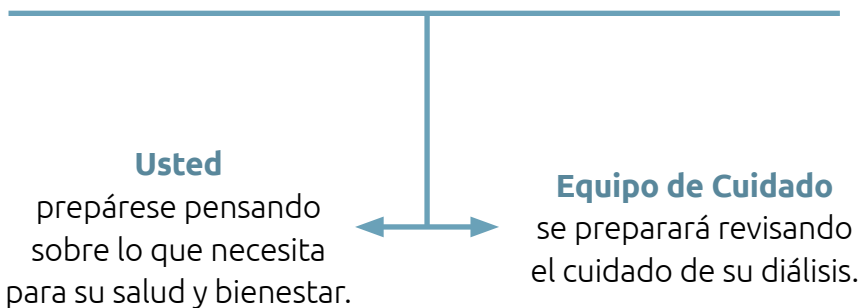 Usted
prepárese pensando
sobre lo que necesita
para su salud y bienestar.
Equipo de Cuidado
se preparará revisando
el cuidado de su diálisis.